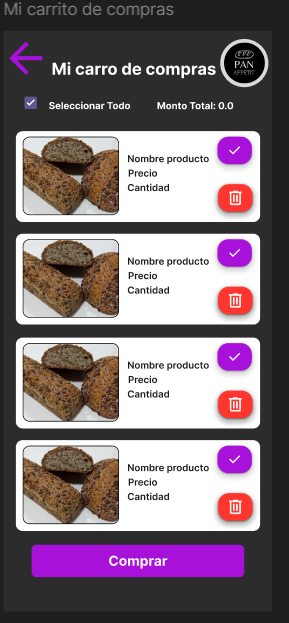 Mi carrito de compras
Mi carro de compras
PAN
APPETIT
Seleccionar Todo
Monto Total: 0.0
Nombre producto
Precio
Cantidad
Nombre producto
Precio
Cantidad
Nombre producto
Precio
Cantidad
Nombre producto
Precio
Cantidad
Comprar